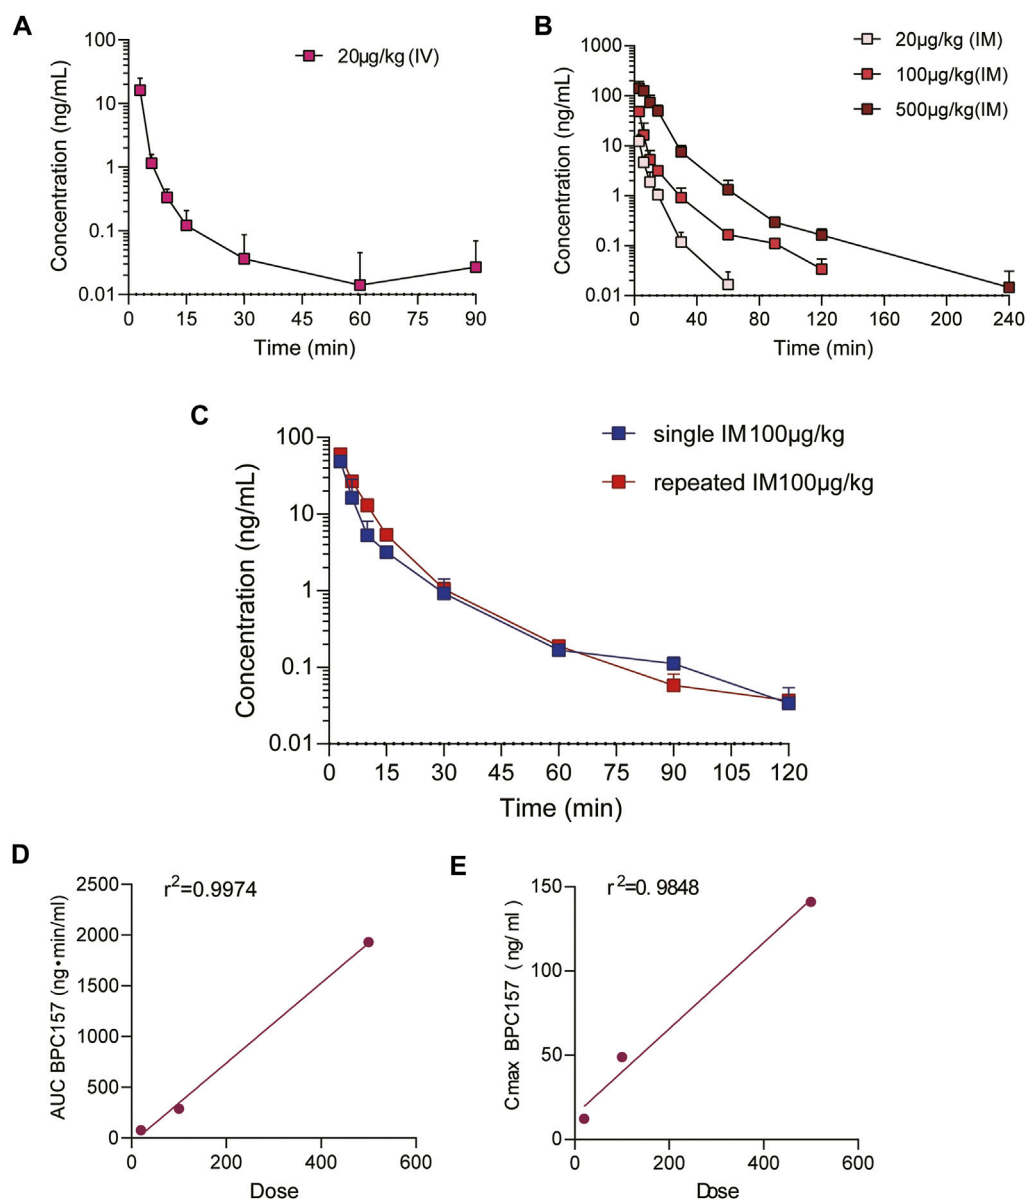 A
20µg/kg (IV)
Concentration (ng/mL)
100
10
1
0.1
0.01
0 15 30 45 60 75 90
Time (min)
B
20µg/kg (IM)
100µg/kg(IM)
500µg/kg(IM)
Concentration (ng/mL)
1000
100
10
1
0.1
0.01
0 40 80 120 160 200 240
Time (min)
C
single IM100µg/kg
repeated IM100µg/kg
Concentration (ng/mL)
100
10
1
0.1
0.01
0 15 30 45 60 75 90 105 120
Time (min)
D
r2=0.9974
AUC BPC157 (ng•min/ml)
2500
2000
1500
1000
500
0
0 200 400 600
Dose
E
r2=0. 9848
Cmax BPC157 (ng/ml)
150
100
50
0
0 200 400 600
Dose